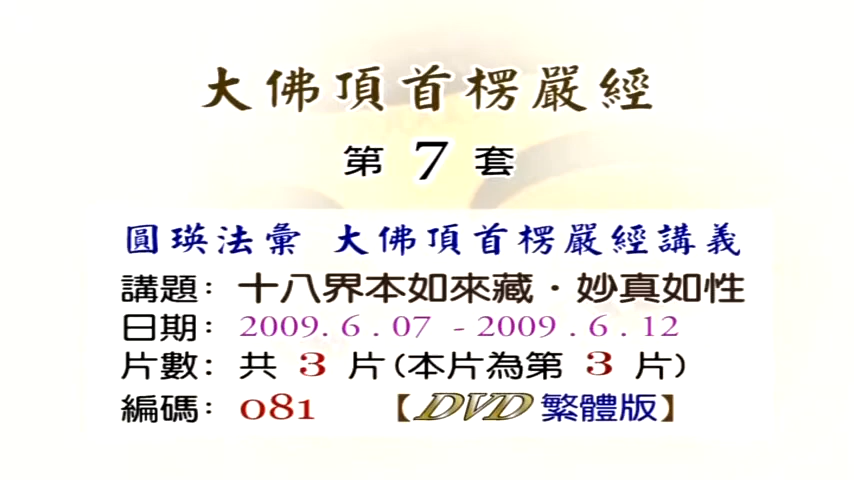 大佛頂首楞嚴經
第 7 套
圓瑛法彙 大佛頂首楞嚴經講義
講題：十八界本如來藏．妙真如性
日期：2009. 6 . 07 - 2009 . 6 . 12
片數：共 3 片(本片為第 3 片)
編碼：081 【DVD 繁體版】